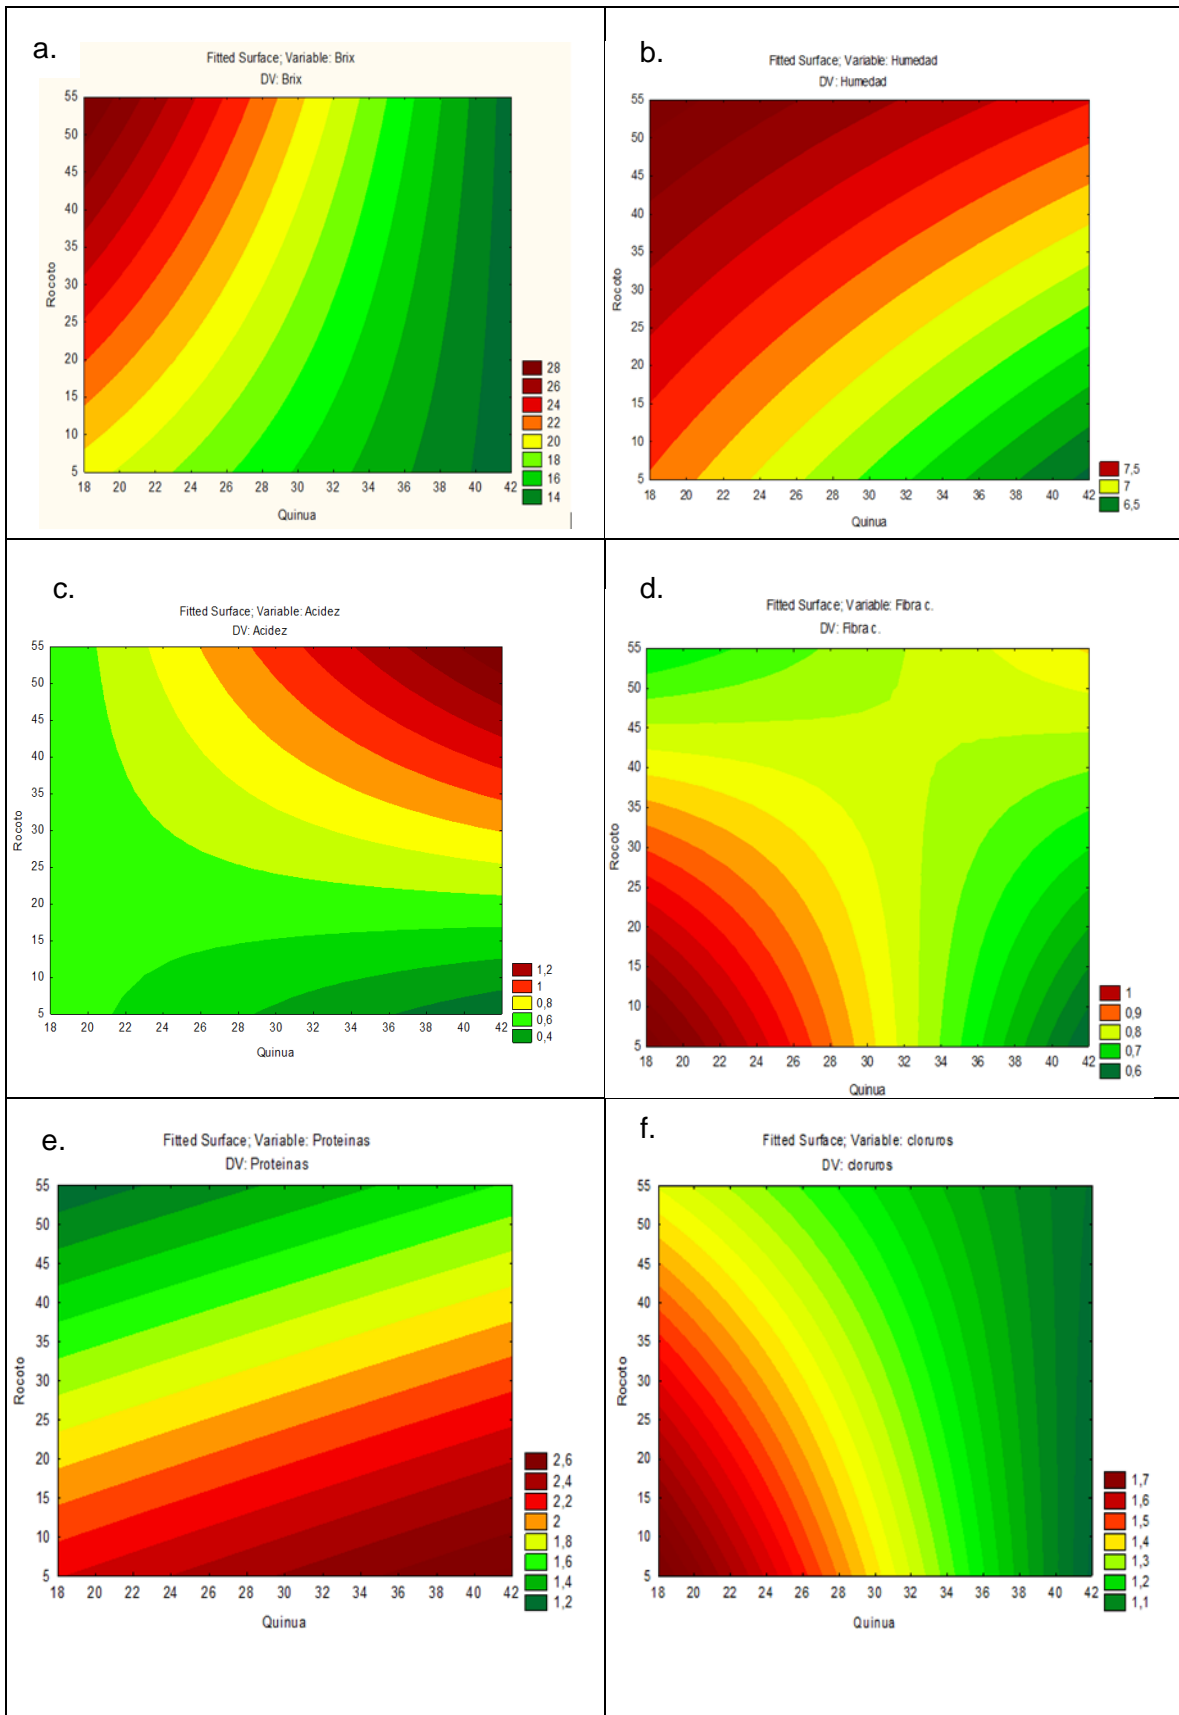 a.
Fitted Surface; Variable: Brix
DV: Brix
55
50
45
40
35
30
25
20
15
10
5
Rocoto
18 20 22 24 26 28 30 32 34 36 38 40 42
Quinua
28
26
24
22
20
18
16
14
b.
Fitted Surface; Variable: Humedad
DV: Humedad
55
50
45
40
35
30
25
20
15
10
5
Rocoto
18 20 22 24 26 28 30 32 34 36 38 40 42
Quinua
7,5
7
6,5
c.
Fitted Surface; Variable: Acidez
DV: Acidez
55
50
45
40
35
30
25
20
15
10
5
Rocoto
18 20 22 24 26 28 30 32 34 36 38 40 42
Quinua
1,2
1
0,8
0,6
0,4
d.
Fitted Surface; Variable: Fibra c.
DV: Fibra c.
55
50
45
40
35
30
25
20
15
10
5
Rocoto
18 20 22 24 26 28 30 32 34 36 38 40 42
Quinua
1
0,9
0,8
0,7
0,6
e.
Fitted Surface; Variable: Proteinas
DV: Proteinas
55
50
45
40
35
30
25
20
15
10
5
Rocoto
18 20 22 24 26 28 30 32 34 36 38 40 42
Quinua
2,6
2,4
2,2
2
1,8
1,6
1,4
1,2
f.
Fitted Surface; Variable: cloruros
DV: cloruros
55
50
45
40
35
30
25
20
15
10
5
Rocoto
18 20 22 24 26 28 30 32 34 36 38 40 42
Quinua
1,7
1,6
1,5
1,4
1,3
1,2
1,1